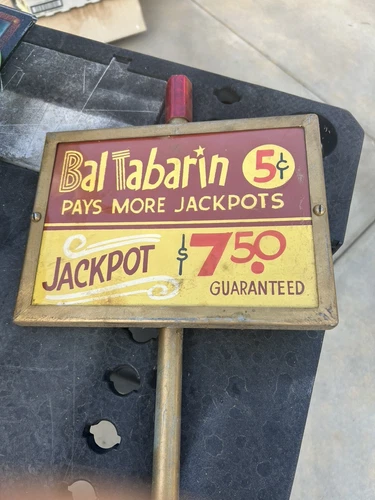 Bal Tabarin 5¢
PAYS MORE JACKPOTS
JACKPOT $7.50
GUARANTEED